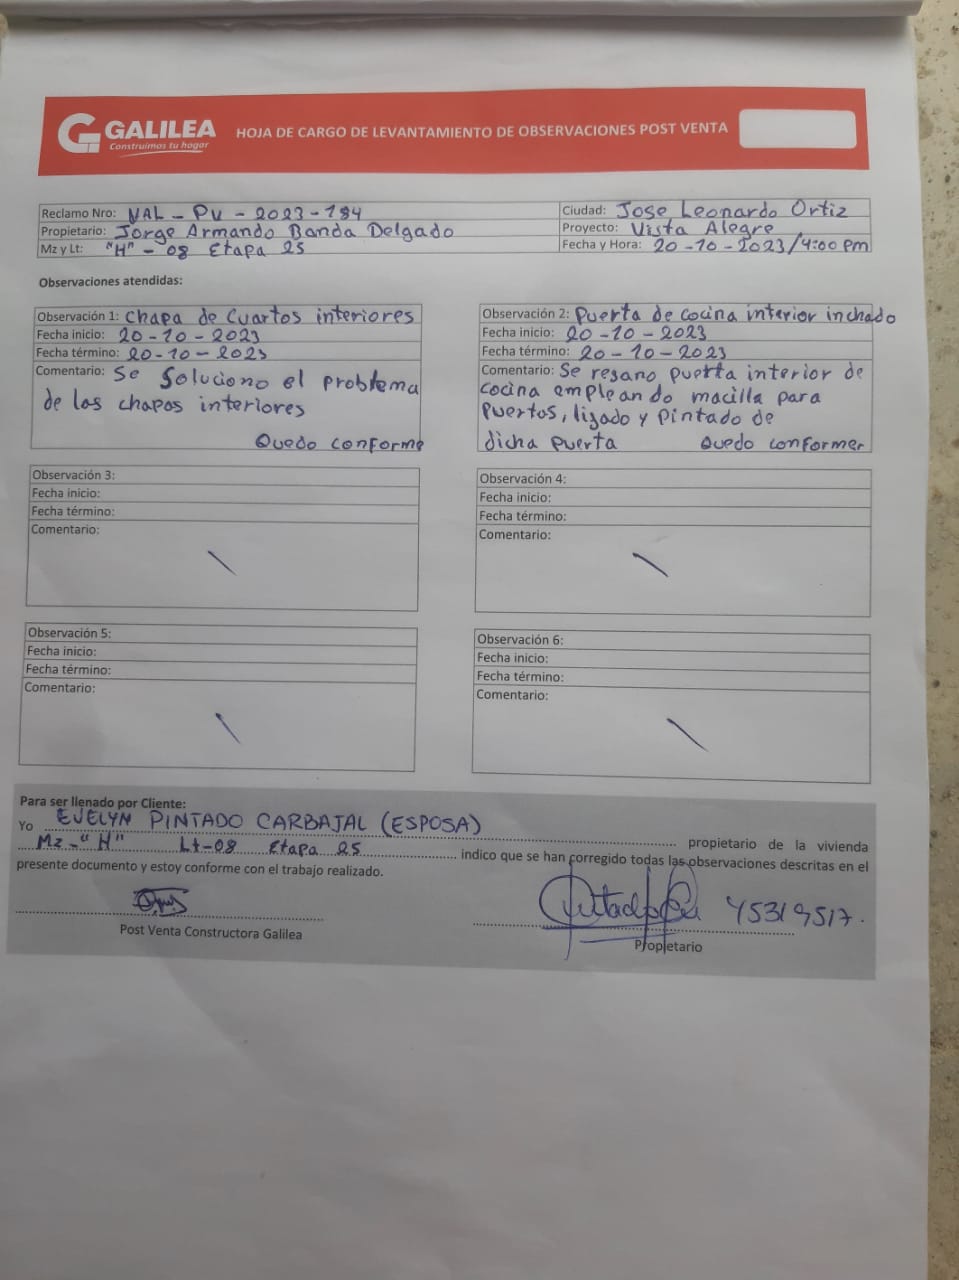 GALILEA
Construimos tu hogar
HOJA DE CARGO DE LEVANTAMIENTO DE OBSERVACIONES POST VENTA
Reclamo Nro: VAL - PV - 2023 - 184
Ciudad: Jose Leonardo Ortiz
Propietario: Jorge Armando Banda Delgado
Proyecto: Vista Alegre
Mz y Lt: "H" - 08 Etapa 25
Fecha y Hora: 20-10-2023/4:00 pm
Observaciones atendidas:
Observación 1: Chapa de Cuartos interiores
Fecha inicio: 20-10-2023
Fecha término: 20-10-2023
Comentario: Se Soluciono el problema
de las chapas interiores
Quedo conforme
Observación 2: Puerta de cocina interior inchado
Fecha inicio: 20-10-2023
Fecha término: 20-10-2023
Comentario: Se resano puerta interior de
cocina empleando macilla para
puertas, lijado y pintado de
dicha puerta Quedo conformer
Observación 3:
Fecha inicio:
Fecha término:
Comentario:
Observación 4:
Fecha inicio:
Fecha término:
Comentario:
Observación 5:
Fecha inicio:
Fecha término:
Comentario:
Observación 6:
Fecha inicio:
Fecha término:
Comentario:
Para ser llenado por Cliente:
Yo EVELYN PINTADO CARBAJAL (ESPOSA) propietario de la vivienda
Mz - "H" Lt-08 Etapa 25 indico que se han corregido todas las observaciones descritas en el
presente documento y estoy conforme con el trabajo realizado.
45319517.
Post Venta Constructora Galilea
Propietario